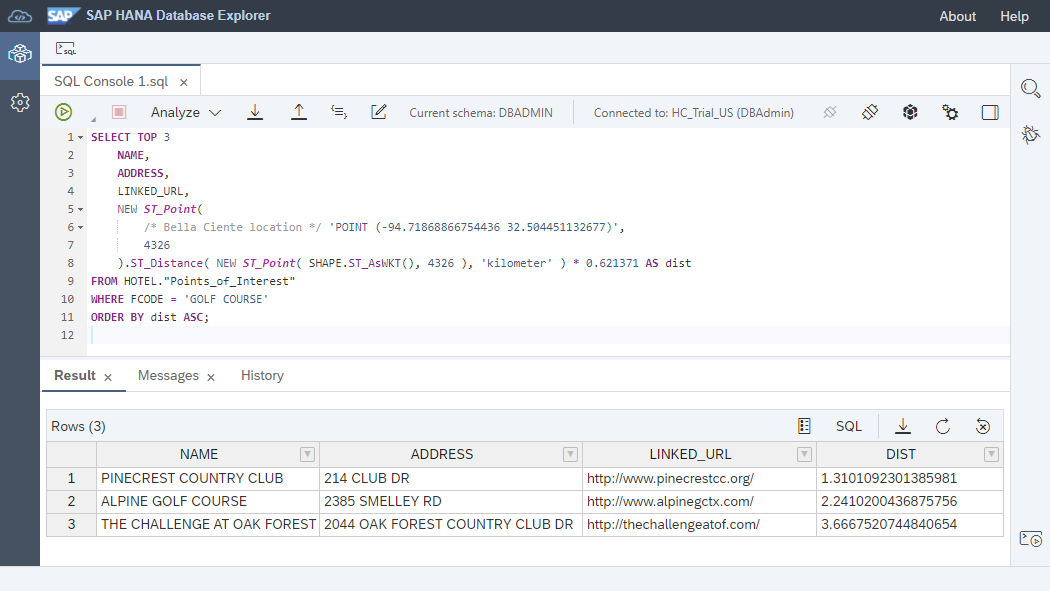 SAP SAP HANA Database Explorer About Help
SQL
SQL Console 1.sql
Analyze Current schema: DBADMIN Connected to: HC_Trial_US (DBAdmin)
1 SELECT TOP 3
2 NAME,
3 ADDRESS,
4 LINKED_URL,
5 NEW ST_Point(
6 /* Bella Ciente location */ 'POINT (-94.71868866754436 32.504451132677)',
7 4326
8 ).ST_Distance( NEW ST_Point( SHAPE.ST_AsWKT(), 4326 ), 'kilometer' ) * 0.621371 AS dist
9 FROM HOTEL."Points_of_Interest"
10 WHERE FCODE = 'GOLF COURSE'
11 ORDER BY dist ASC;
12
Result Messages History
Rows (3) SQL
NAME ADDRESS LINKED_URL DIST
1 PINECREST COUNTRY CLUB 214 CLUB DR http://www.pinecrestcc.org/ 1.3101092301385981
2 ALPINE GOLF COURSE 2385 SMELLEY RD http://www.alpinegctx.com/ 2.2410200436875756
3 THE CHALLENGE AT OAK FOREST 2044 OAK FOREST COUNTRY CLUB DR http://thechallengeatof.com/ 3.6667520744840654